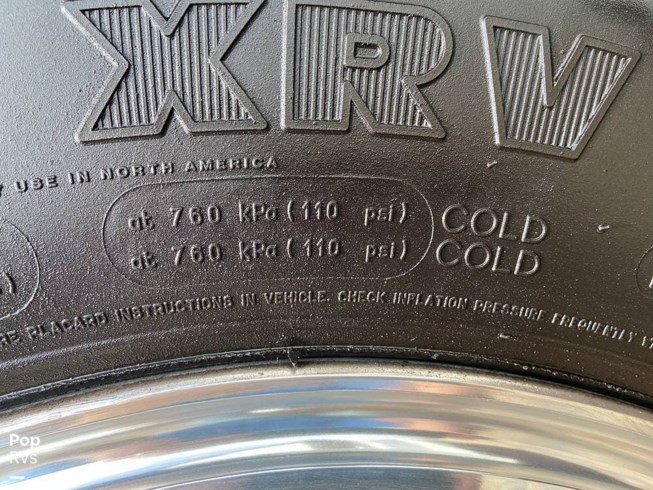 XRV
USE IN NORTH AMERICA
at 760 kPa (110 psi) COLD
at 760 kPa (110 psi) COLD
PLACARD INSTRUCTIONS IN VEHICLE. CHECK INFLATION PRESSURE FREQUENTLY
Pop
RVs